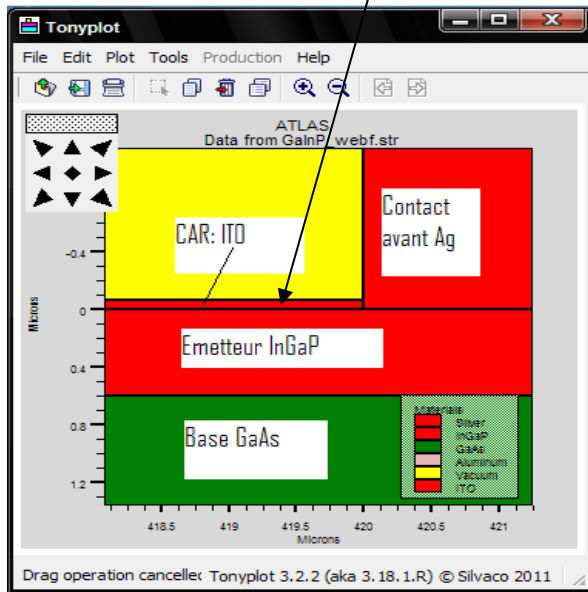 Tonyplot
File Edit Plot Tools Production Help
ATLAS
Data from GaInP_webf.str
CAR: ITO
Contact
avant Ag
-0.4
0
Microns
Emetteur InGaP
0.4
0.8
Base GaAs
1.2
Materials
Silver
InGaP
GaAs
Aluminum
Vacuum
ITO
418.5 419 419.5 420 420.5 421
Microns
Drag operation cancellec Tonyplot 3.2.2 (aka 3.18.1.R) © Silvaco 2011